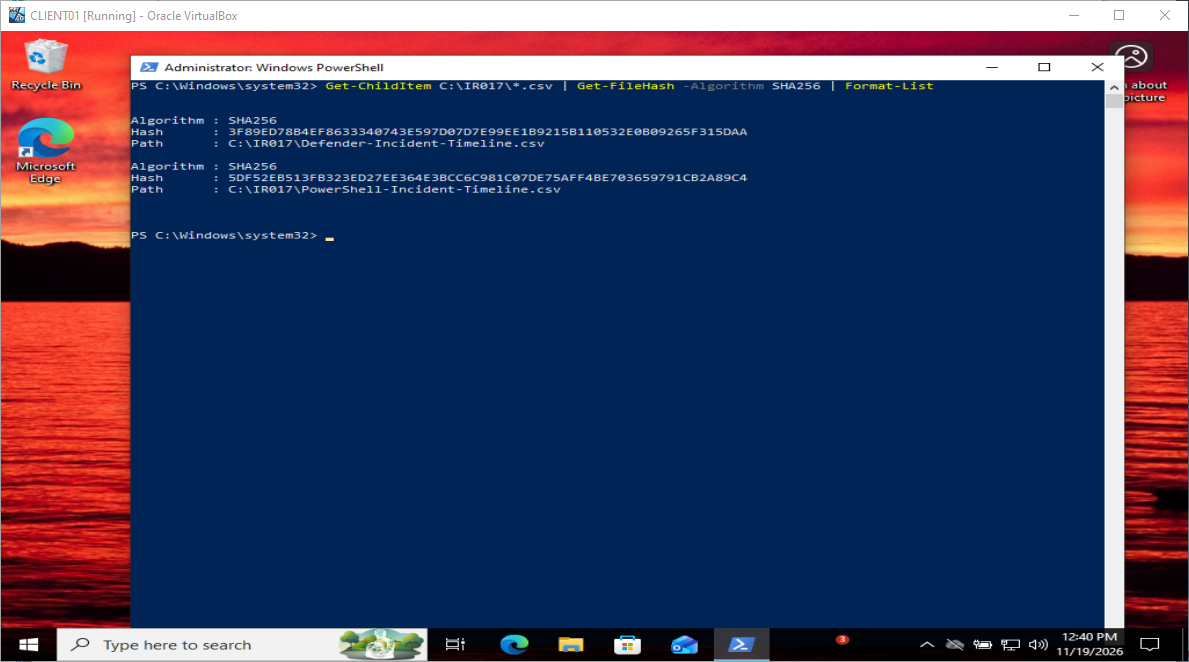 CLIENT01 [Running] - Oracle VirtualBox
Recycle Bin
Microsoft
Edge
about
picture
Administrator: Windows PowerShell
PS C:\Windows\system32> Get-ChildItem C:\IR017\*.csv | Get-FileHash -Algorithm SHA256 | Format-List
Algorithm : SHA256
Hash : 3F89ED78B4EF8633340743E597D07D7E99EE1B9215B110532E0B09265F315DAA
Path : C:\IR017\Defender-Incident-Timeline.csv
Algorithm : SHA256
Hash : 5DF52EB513FB323ED27EE364E3BCC6C981C07DE75AFF4BE703659791CB2A89C4
Path : C:\IR017\PowerShell-Incident-Timeline.csv
PS C:\Windows\system32>
Type here to search
3
12:40 PM
11/19/2026